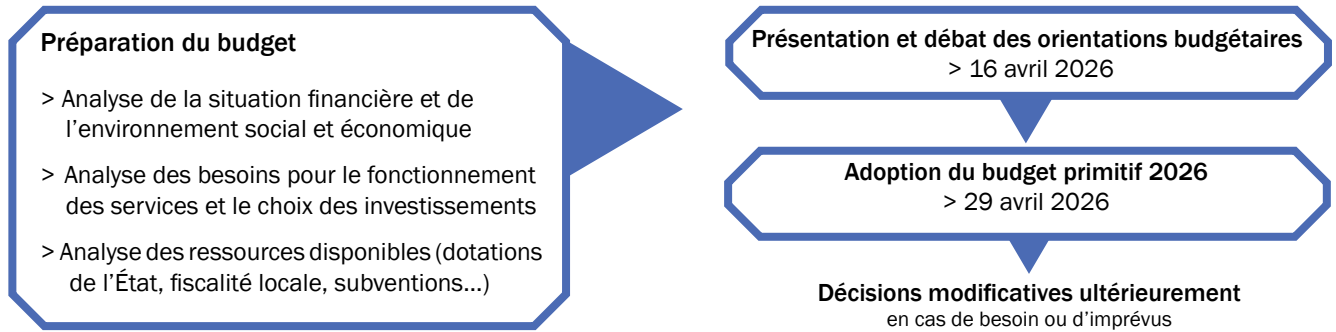 Préparation du budget
> Analyse de la situation financière et de
l’environnement social et économique
> Analyse des besoins pour le fonctionnement
des services et le choix des investissements
> Analyse des ressources disponibles (dotations
de l’État, fiscalité locale, subventions...)
Présentation et débat des orientations budgétaires
> 16 avril 2026
Adoption du budget primitif 2026
> 29 avril 2026
Décisions modificatives ultérieurement
en cas de besoin ou d’imprévus